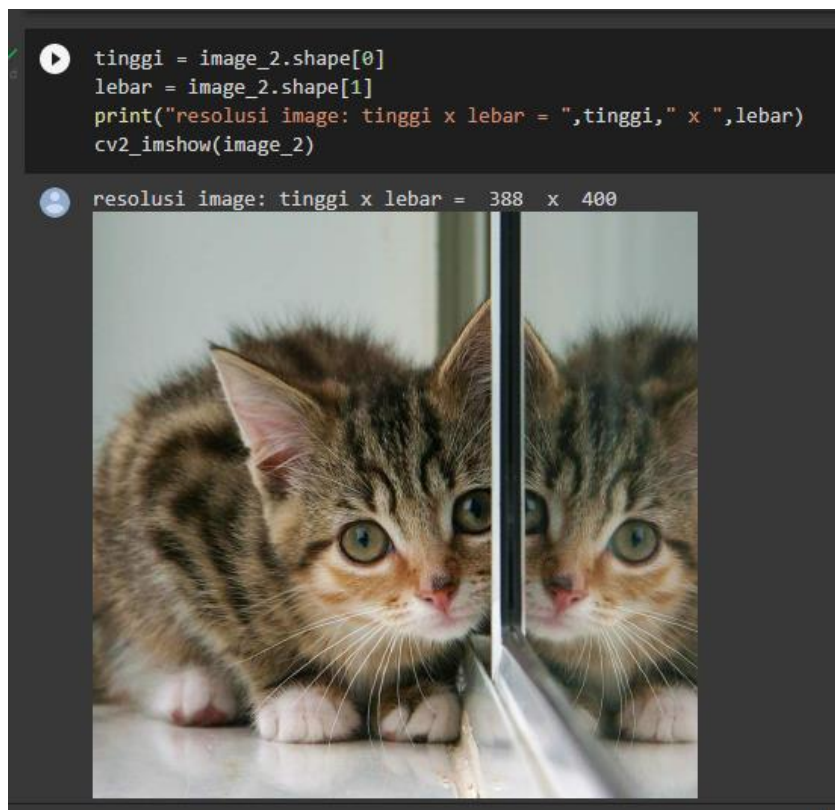 tinggi = image_2.shape[0]
lebar = image_2.shape[1]
print("resolusi image: tinggi x lebar = ",tinggi," x ",lebar)
cv2_imshow(image_2)
resolusi image: tinggi x lebar =  388  x  400